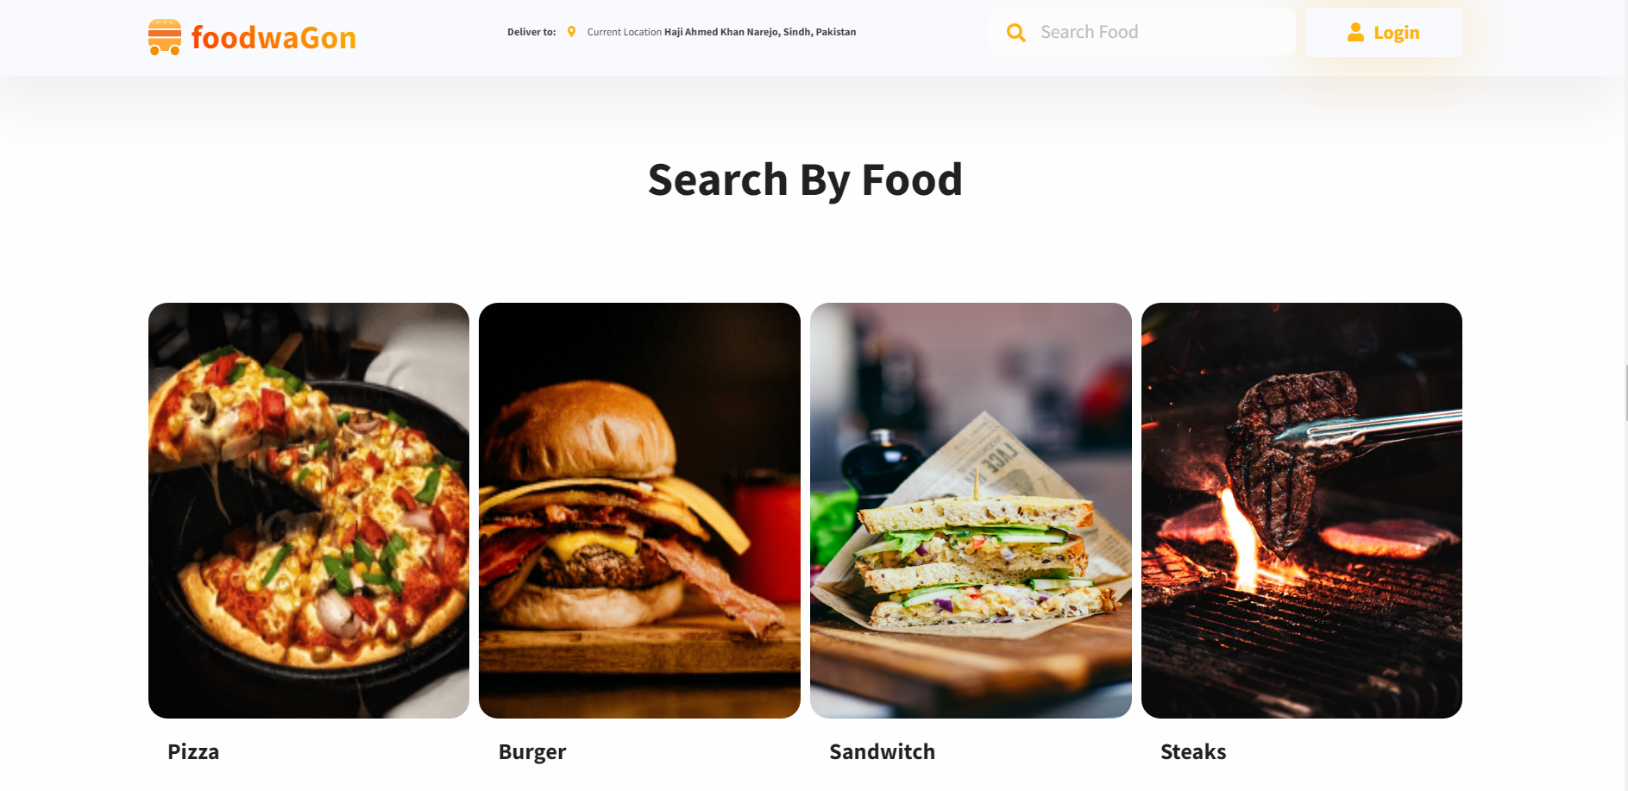 foodwaGon
Deliver to: Current Location Haji Ahmed Khan Narejo, Sindh, Pakistan
Search Food
Login
Search By Food
Pizza
Burger
Sandwitch
Steaks